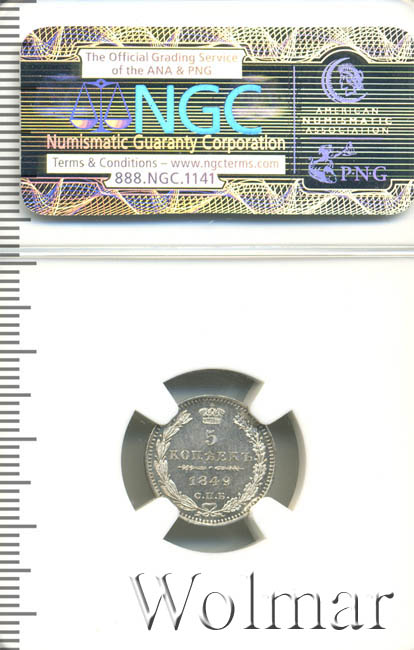 The Official Grading Service
of the ANA & PNG
NGC
Numismatic Guaranty Corporation
Terms & Conditions – www.ngcterms.com
888.NGC.1141
AMERICAN
NUMISMATIC
ASSOCIATION
PNG
5
КОПѢЕКЪ
1849
С.П.Б.
Wolmar